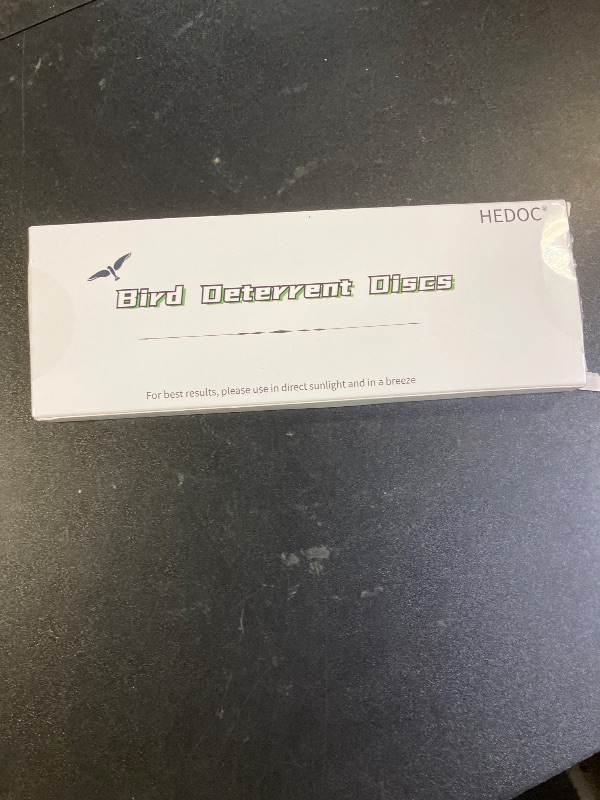 HEDOC®
Bird Deterrent Discs
For best results, please use in direct sunlight and in a breeze